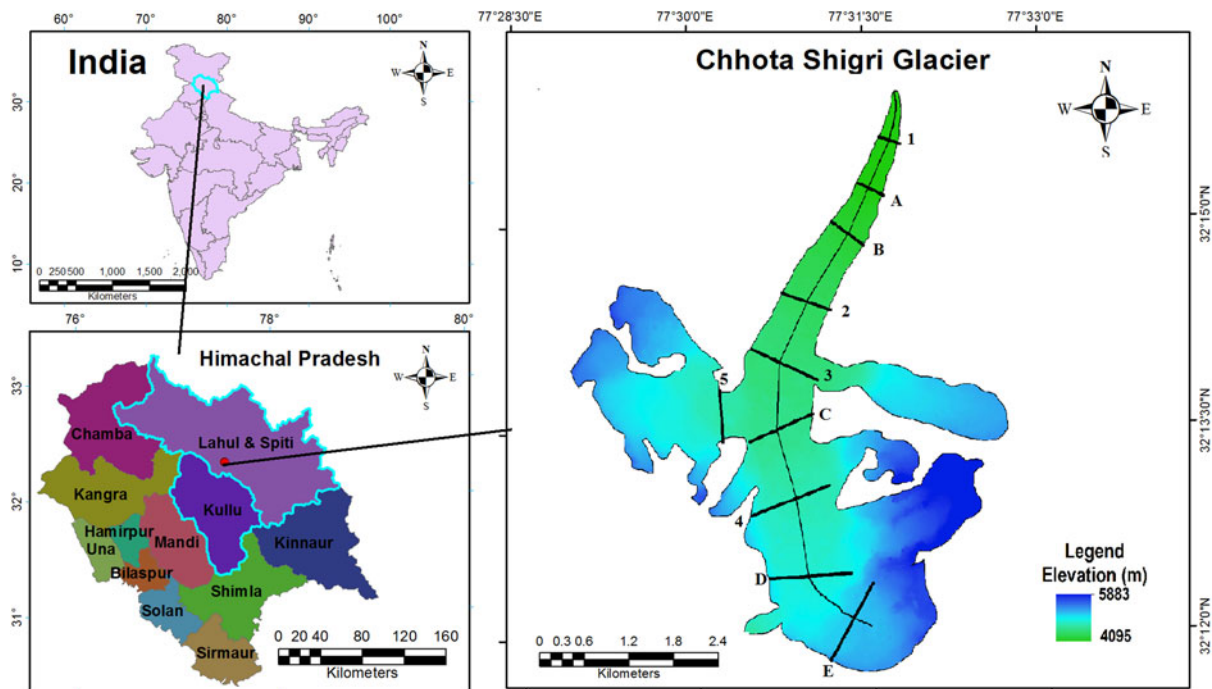 60° 70° 80° 90° 100°
India
N
W E
S
30°
20°
10°
0 250 500 1,000 1,500 2,000
Kilometers
76° 78° 80°
Himachal Pradesh
N
W E
S
33°
32°
31°
Chamba
Lahul & Spiti
Kangra
Kullu
Hamirpur
Una
Mandi
Kinnaur
Bilaspur
Shimla
Solan
Sirmaur
0 20 40 80 120 160
Kilometers
77°28'30"E 77°30'0"E 77°31'30"E 77°33'0"E
Chhota Shigri Glacier
N
W E
S
1
A
B
2
3
5
C
4
D
E
32°15'0"N
32°13'30"N
32°12'0"N
Legend
Elevation (m)
5883
4095
0 0.3 0.6 1.2 1.8 2.4
Kilometers